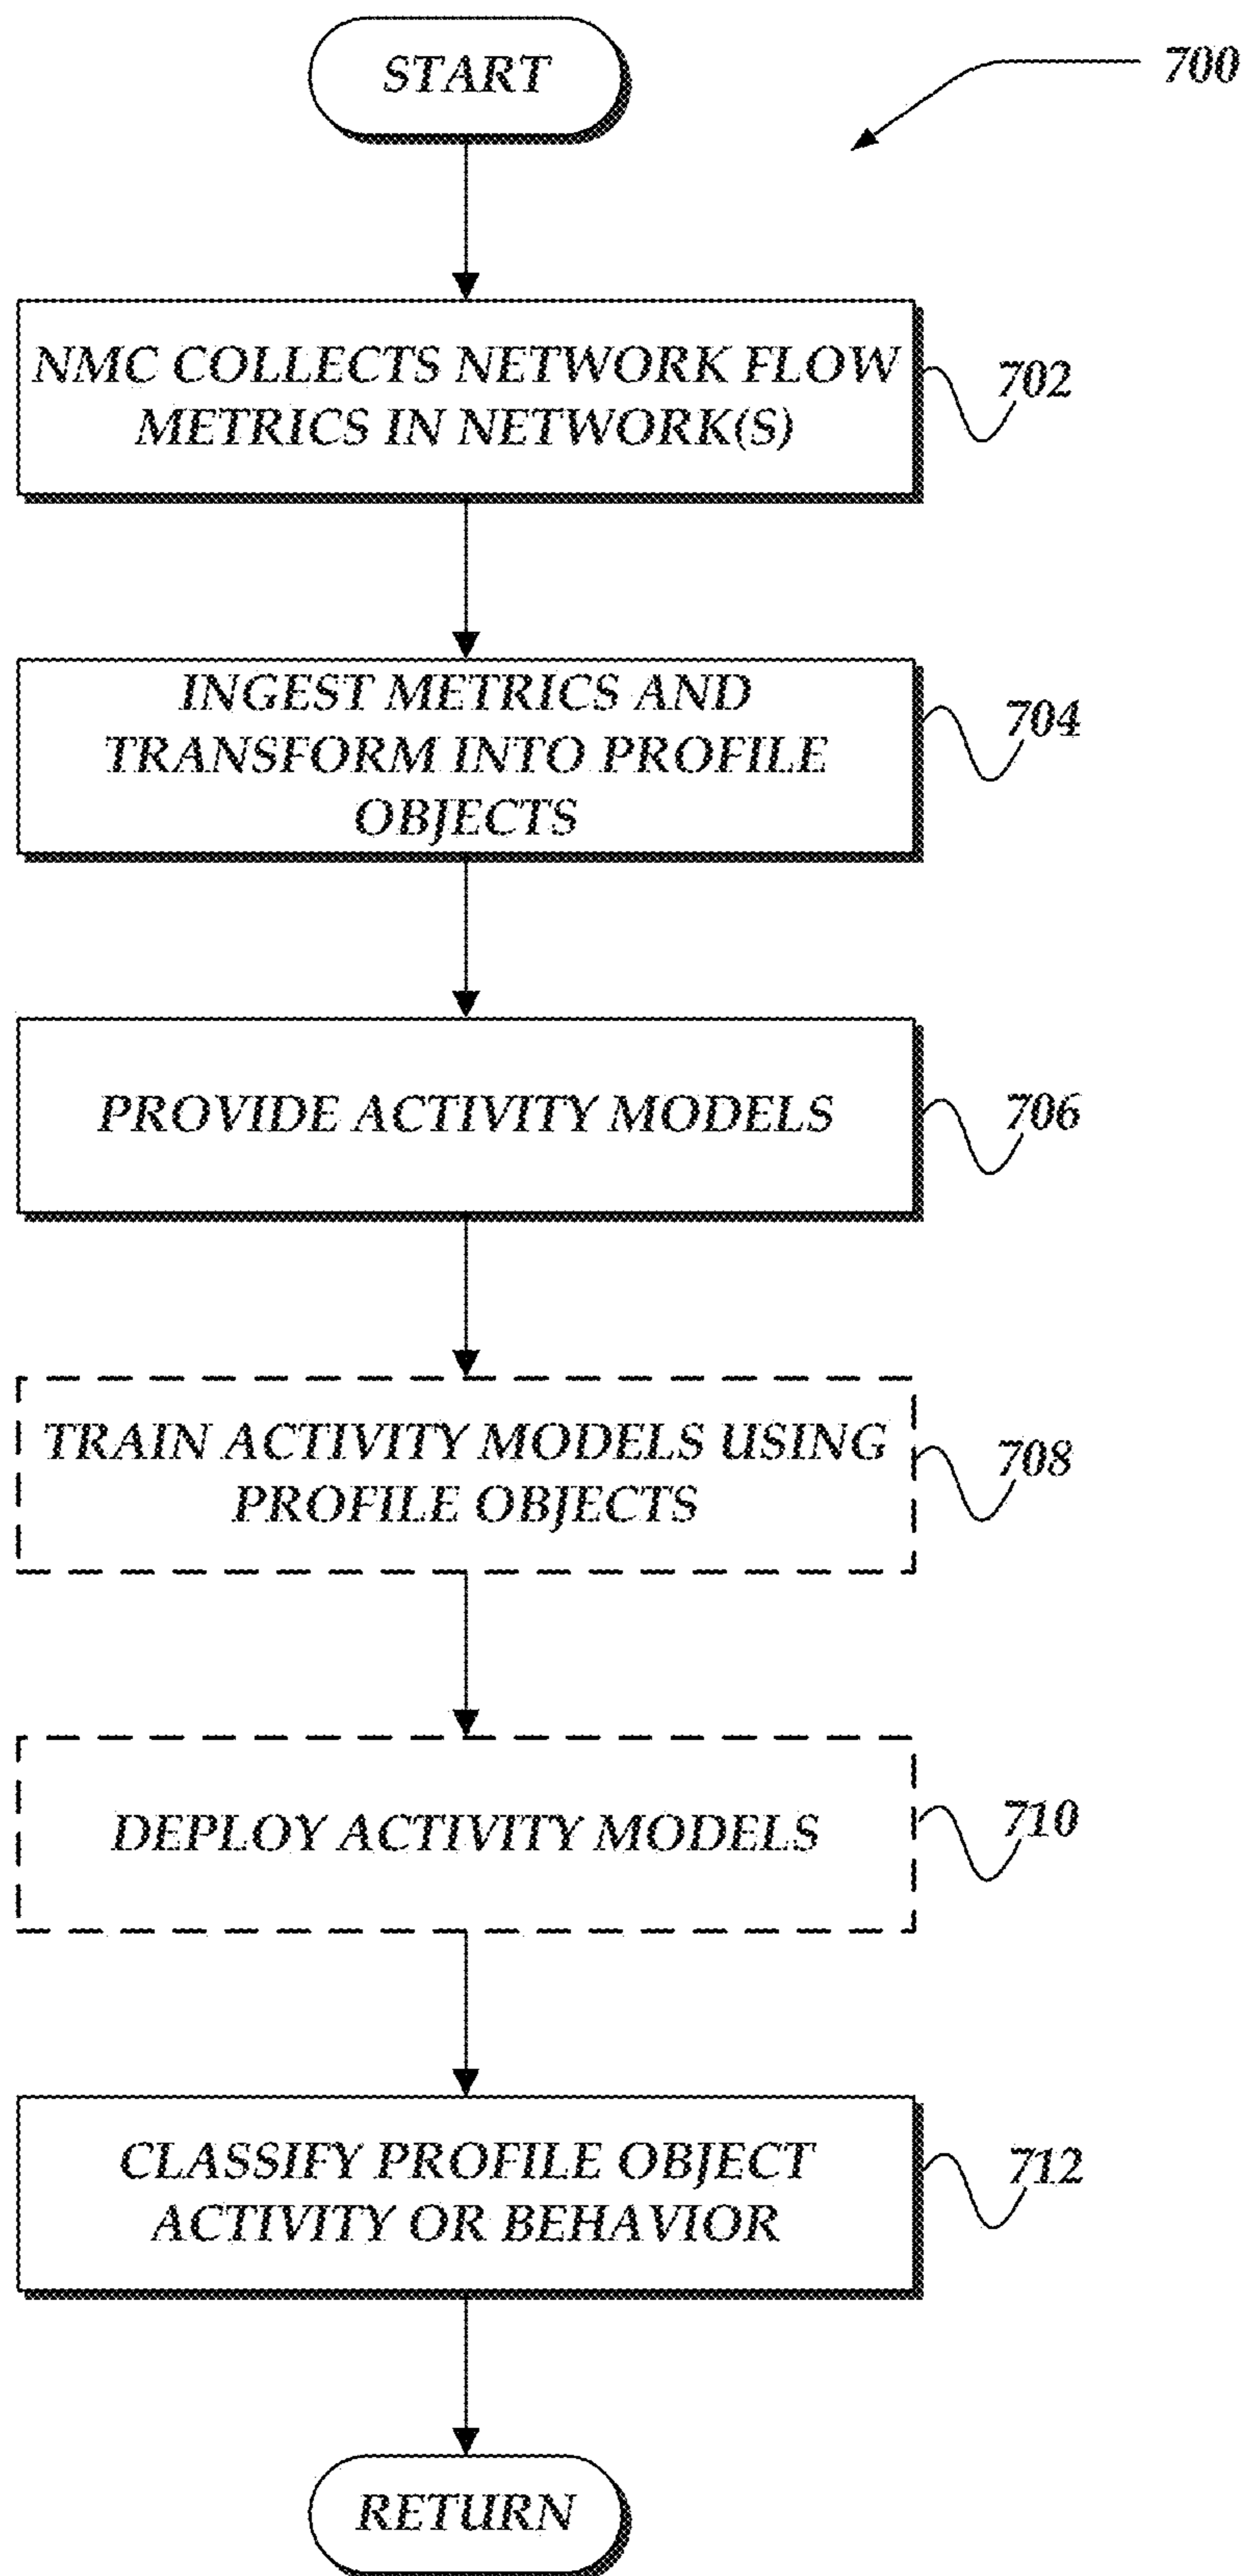 START
700
NMC COLLECTS NETWORK FLOW
METRICS IN NETWORK(S)
702
INGEST METRICS AND
TRANSFORM INTO PROFILE
OBJECTS
704
PROVIDE ACTIVITY MODELS
706
TRAIN ACTIVITY MODELS USING
PROFILE OBJECTS
708
DEPLOY ACTIVITY MODELS
710
CLASSIFY PROFILE OBJECT
ACTIVITY OR BEHAVIOR
712
RETURN